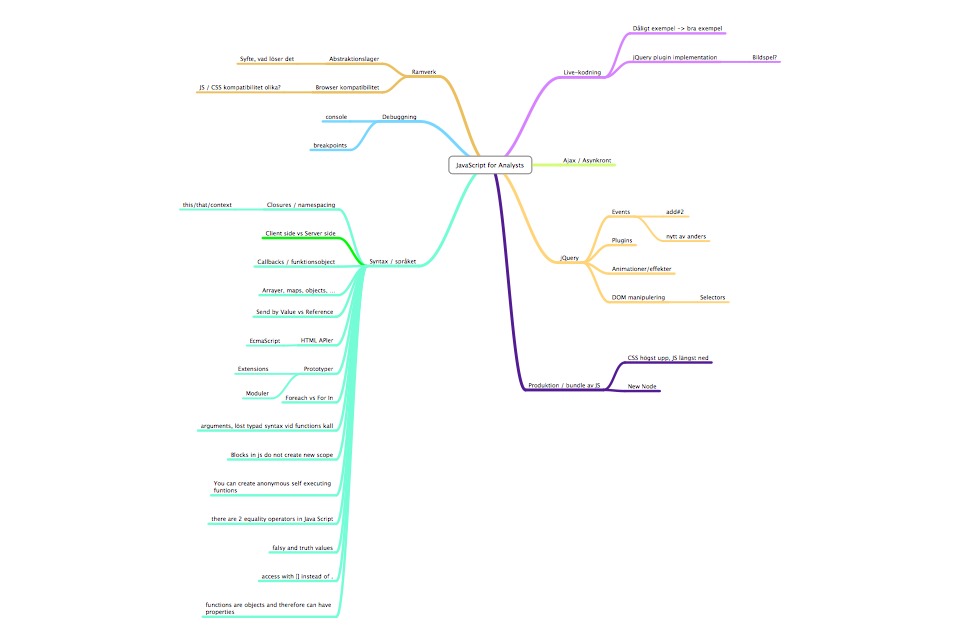 JavaScript for Analysts
Live-kodning
Dåligt exempel -> bra exempel
jQuery plugin implementation
Bildspel?
Ajax / Asynkront
jQuery
Events
add#2
nytt av anders
Plugins
Animationer/effekter
DOM manipulering
Selectors
Produktion / bundle av JS
CSS högst upp, JS längst ned
New Node
Ramverk
Abstraktionslager
Syfte, vad löser det
Browser kompatibilitet
JS / CSS kompatibilitet olika?
Debuggning
console
breakpoints
Syntax / språket
Closures / namespacing
this/that/context
Client side vs Server side
Callbacks / funktionsobject
Arrayer, maps, objects, ...
Send by Value vs Reference
HTML APIer
EcmaScript
Prototyper
Extensions
Moduler
Foreach vs For In
arguments, löst typad syntax vid functions kall
Blocks in js do not create new scope
You can create anonymous self executing
funtions
there are 2 equality operators in Java Script
falsy and truth values
access with [] instead of .
functions are objects and therefore can have
properties